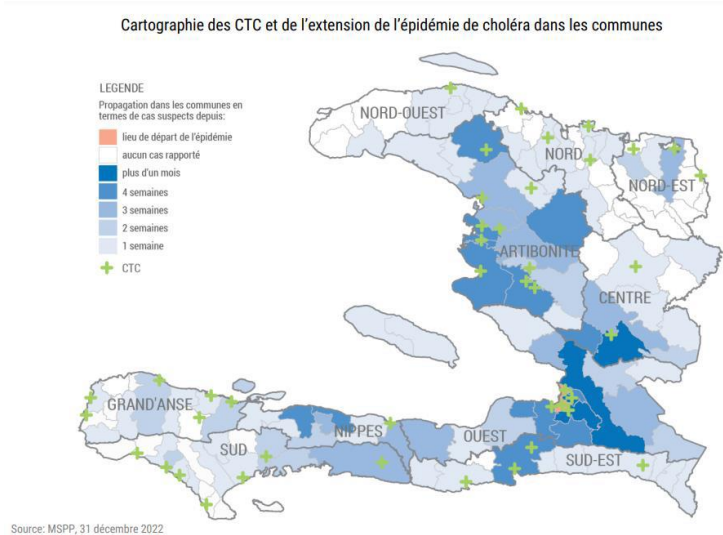 Cartographie des CTC et de l'extension de l'épidémie de choléra dans les communes
LEGENDE
Propagation dans les communes en
termes de cas suspects depuis:
lieu de départ de l'épidémie
aucun cas rapporté
plus d'un mois
4 semaines
3 semaines
2 semaines
1 semaine
CTC
NORD-OUEST
NORD
NORD-EST
ARTIBONITE
CENTRE
GRAND'ANSE
NIPPES
OUEST
SUD
SUD-EST
Source: MSPP, 31 décembre 2022